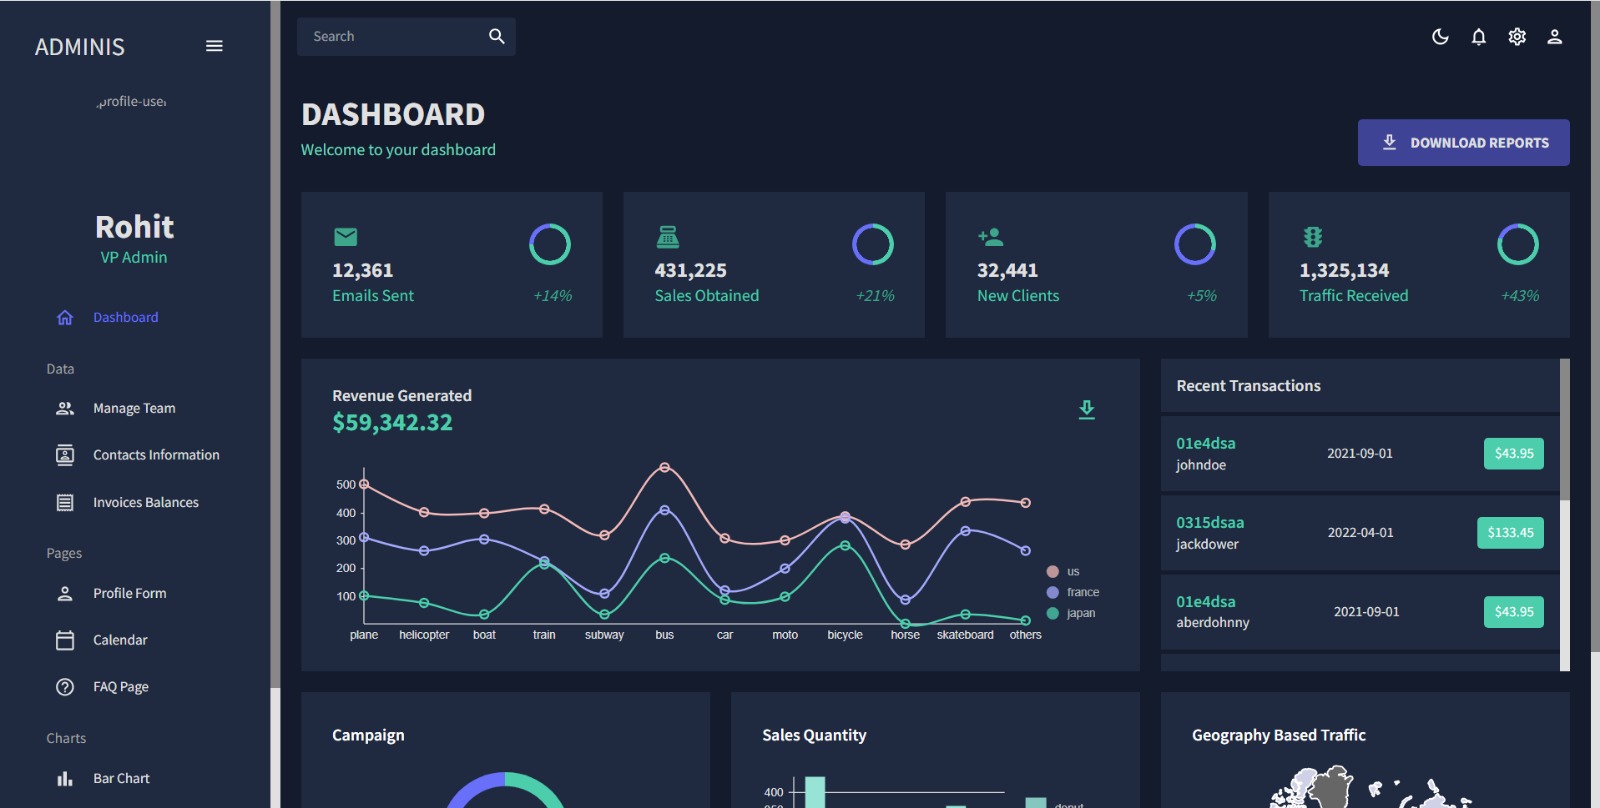 ADMINIS
profile-user
Rohit
VP Admin
Dashboard
Data
Manage Team
Contacts Information
Invoices Balances
Pages
Profile Form
Calendar
FAQ Page
Charts
Bar Chart
Search
DASHBOARD
Welcome to your dashboard
DOWNLOAD REPORTS
12,361
Emails Sent
+14%
431,225
Sales Obtained
+21%
32,441
New Clients
+5%
1,325,134
Traffic Received
+43%
Revenue Generated
$59,342.32
500
400
300
200
100
plane helicopter boat train subway bus car moto bicycle horse skateboard others
us
france
japan
Recent Transactions
01e4dsa
johndoe
2021-09-01
$43.95
0315dsaa
jackdower
2022-04-01
$133.45
01e4dsa
aberdohnny
2021-09-01
$43.95
Campaign
Sales Quantity
400
350
donut
Geography Based Traffic